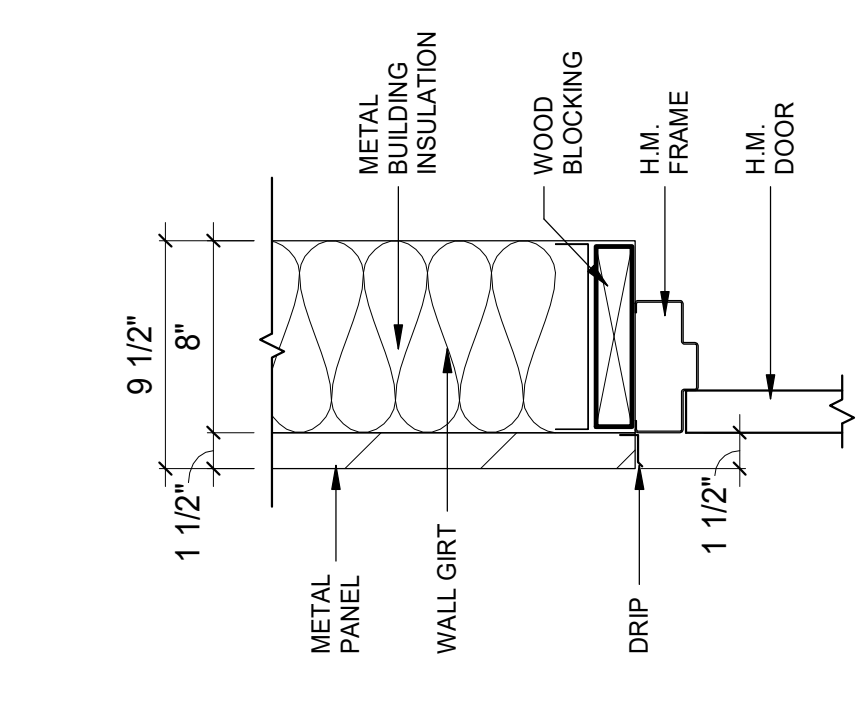 METAL
BUILDING
INSULATION
WOOD
BLOCKING
H.M.
FRAME
H.M.
DOOR
9 1/2"
8"
1 1/2"
1 1/2"
METAL
PANEL
WALL GIRT
DRIP